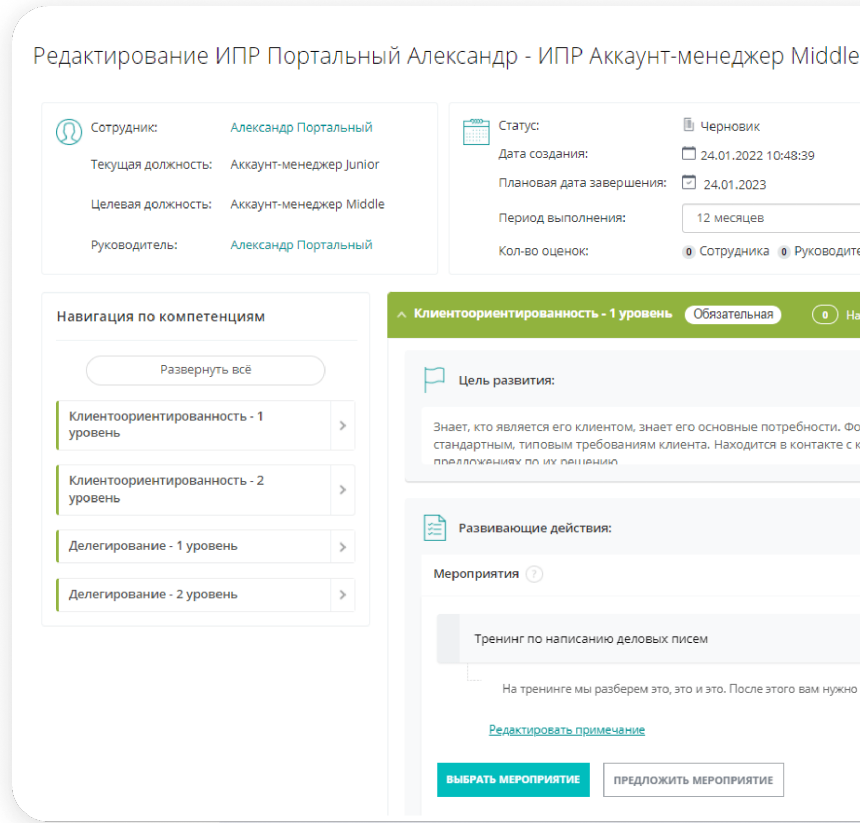 Редактирование ИПР Портальный Александр - ИПР Аккаунт-менеджер Middle
Сотрудник: Александр Портальный
Текущая должность: Аккаунт-менеджер Junior
Целевая должность: Аккаунт-менеджер Middle
Руководитель: Александр Портальный
Статус: Черновик
Дата создания: 24.01.2022 10:48:39
Плановая дата завершения: 24.01.2023
Период выполнения: 12 месяцев
Кол-во оценок: 0 Сотрудника 0 Руководите
Навигация по компетенциям
Развернуть всё
Клиентоориентированность - 1
уровень
Клиентоориентированность - 2
уровень
Делегирование - 1 уровень
Делегирование - 2 уровень
Клиентоориентированность - 1 уровень Обязательная 0 На
Цель развития:
Знает, кто является его клиентом, знает его основные потребности. Фо
стандартным, типовым требованиям клиента. Находится в контакте с к
предложениях по их решению
Развивающие действия:
Мероприятия ?
Тренинг по написанию деловых писем
На тренинге мы разберем это, это и это. После этого вам нужно
Редактировать примечание
ВЫБРАТЬ МЕРОПРИЯТИЕ ПРЕДЛОЖИТЬ МЕРОПРИЯТИЕ